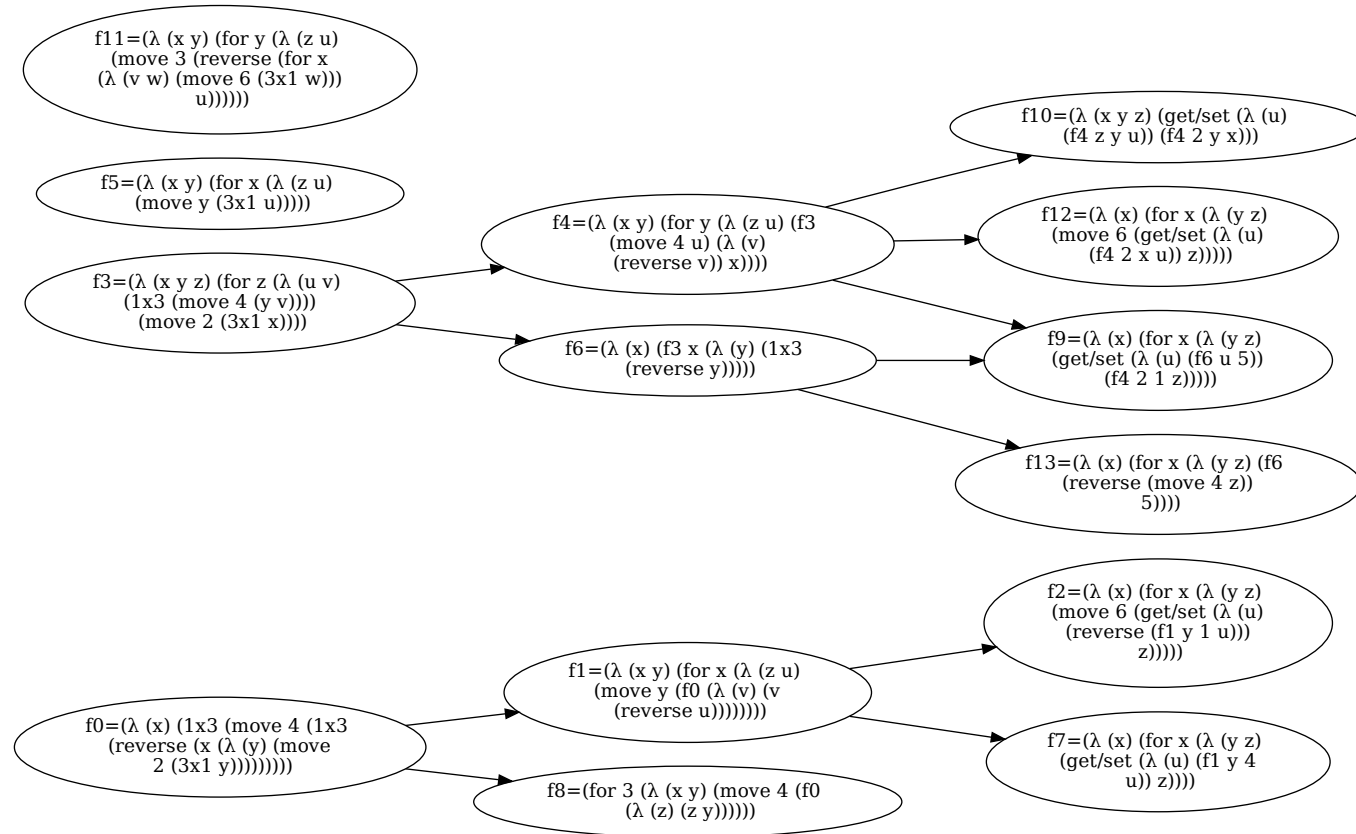 f11=(λ (x y) (for y (λ (z u)
(move 3 (reverse (for x
(λ (v w) (move 6 (3x1 w)))
u))))))
f5=(λ (x y) (for x (λ (z u)
(move y (3x1 u)))))
f3=(λ (x y z) (for z (λ (u v)
(1x3 (move 4 (y v))))
(move 2 (3x1 x))))
f4=(λ (x y) (for y (λ (z u) (f3
(move 4 u) (λ (v)
(reverse v)) x))))
f6=(λ (x) (f3 x (λ (y) (1x3
(reverse y)))))
f10=(λ (x y z) (get/set (λ (u)
(f4 z y u)) (f4 2 y x)))
f12=(λ (x) (for x (λ (y z)
(move 6 (get/set (λ (u)
(f4 2 x u)) z)))))
f9=(λ (x) (for x (λ (y z)
(get/set (λ (u) (f6 u 5))
(f4 2 1 z)))))
f13=(λ (x) (for x (λ (y z) (f6
(reverse (move 4 z))
5))))
f0=(λ (x) (1x3 (move 4 (1x3
(reverse (x (λ (y) (move
2 (3x1 y)))))))))
f1=(λ (x y) (for x (λ (z u)
(move y (f0 (λ (v) (v
(reverse u))))))))
f8=(for 3 (λ (x y) (move 4 (f0
(λ (z) (z y))))))
f2=(λ (x) (for x (λ (y z)
(move 6 (get/set (λ (u)
(reverse (f1 y 1 u)))
z)))))
f7=(λ (x) (for x (λ (y z)
(get/set (λ (u) (f1 y 4
u)) z))))